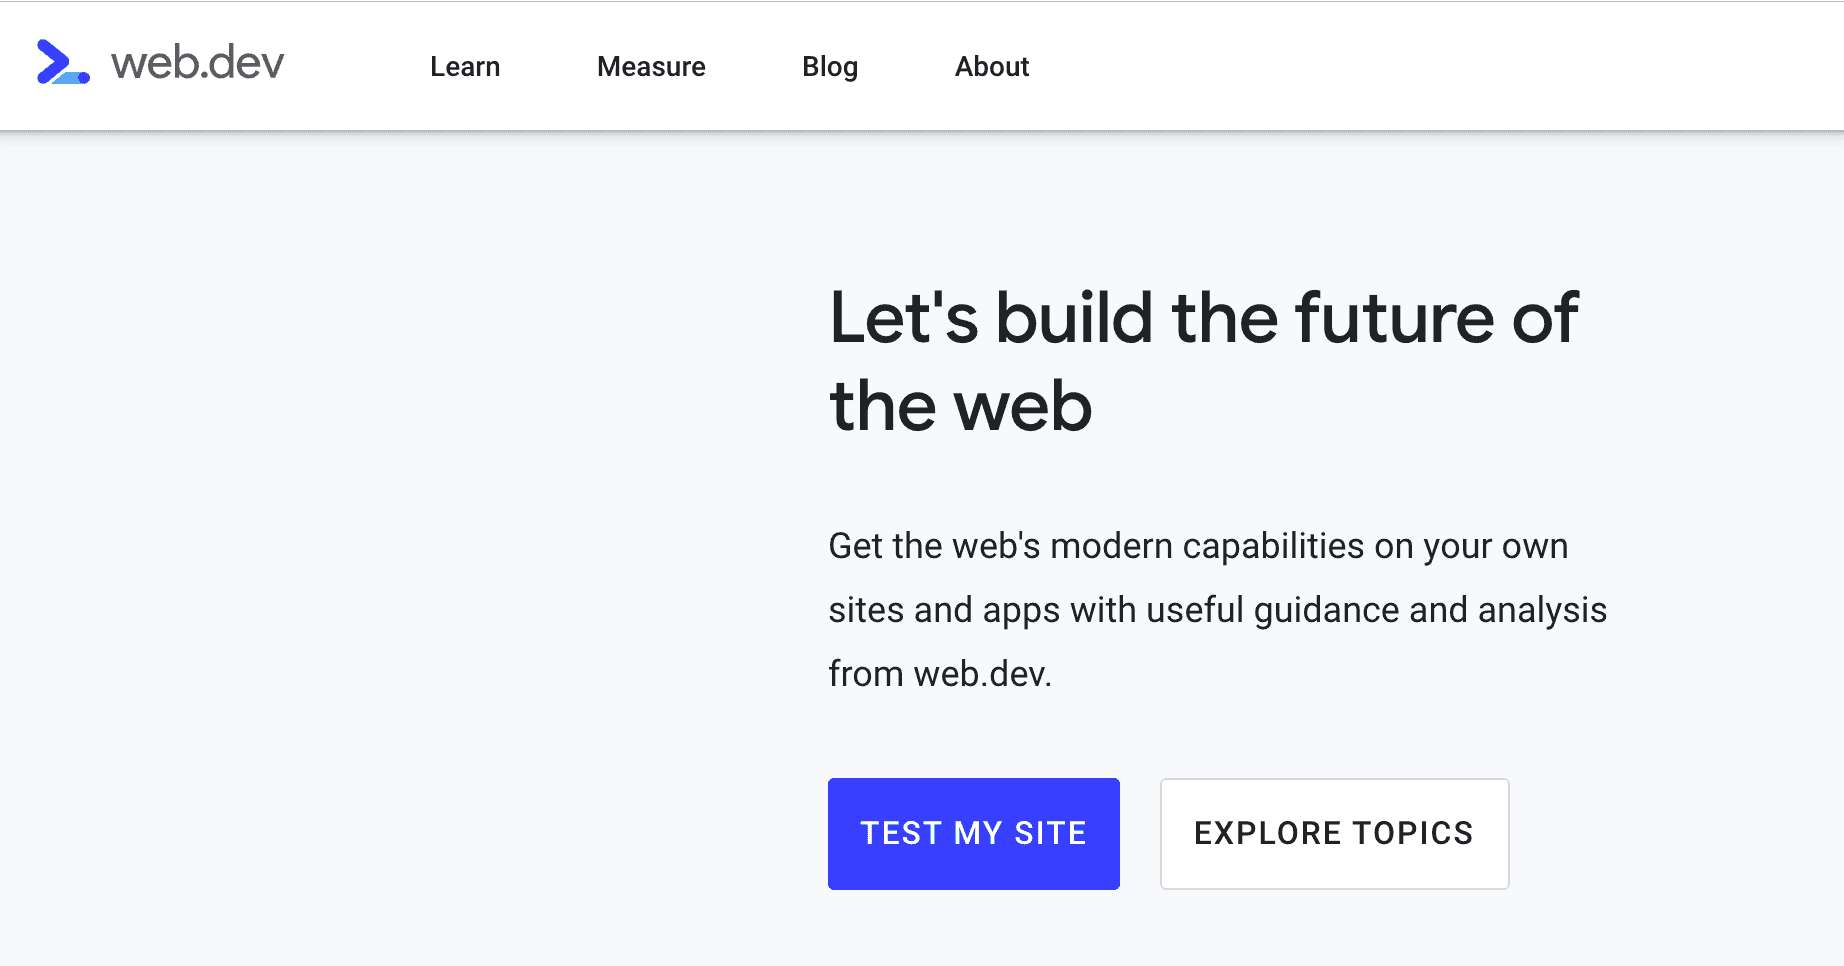 web.dev Learn Measure Blog About
Let's build the future of
the web
Get the web's modern capabilities on your own
sites and apps with useful guidance and analysis
from web.dev.
TEST MY SITE EXPLORE TOPICS